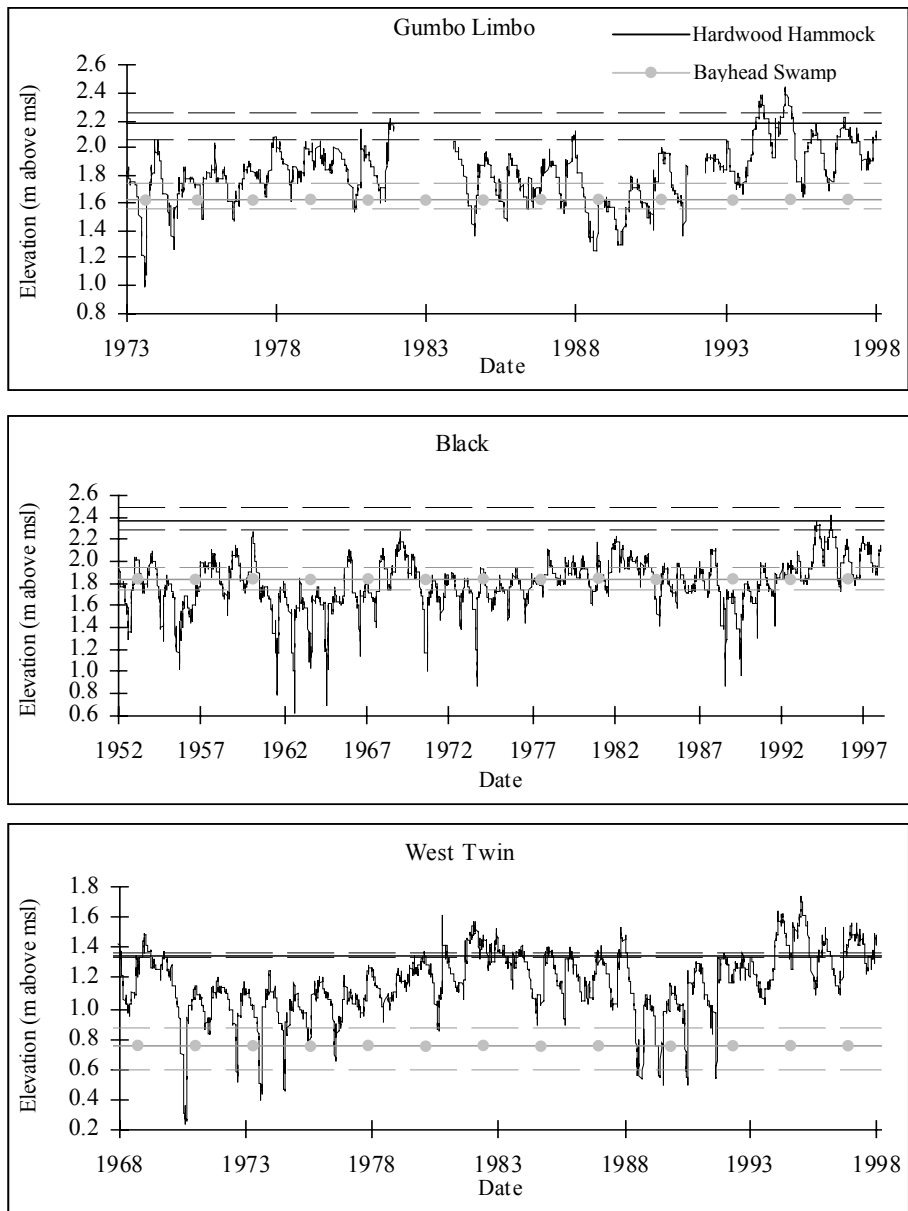 Gumbo Limbo
Hardwood Hammock
Bayhead Swamp
Elevation (m above msl)
2.6
2.4
2.2
2.0
1.8
1.6
1.4
1.2
1.0
0.8
1973 1978 1983 1988 1993 1998
Date
Black
Elevation (m above msl)
2.6
2.4
2.2
2.0
1.8
1.6
1.4
1.2
1.0
0.8
0.6
1952 1957 1962 1967 1972 1977 1982 1987 1992 1997
Date
West Twin
Elevation (m above msl)
1.8
1.6
1.4
1.2
1.0
0.8
0.6
0.4
0.2
1968 1973 1978 1983 1988 1993 1998
Date